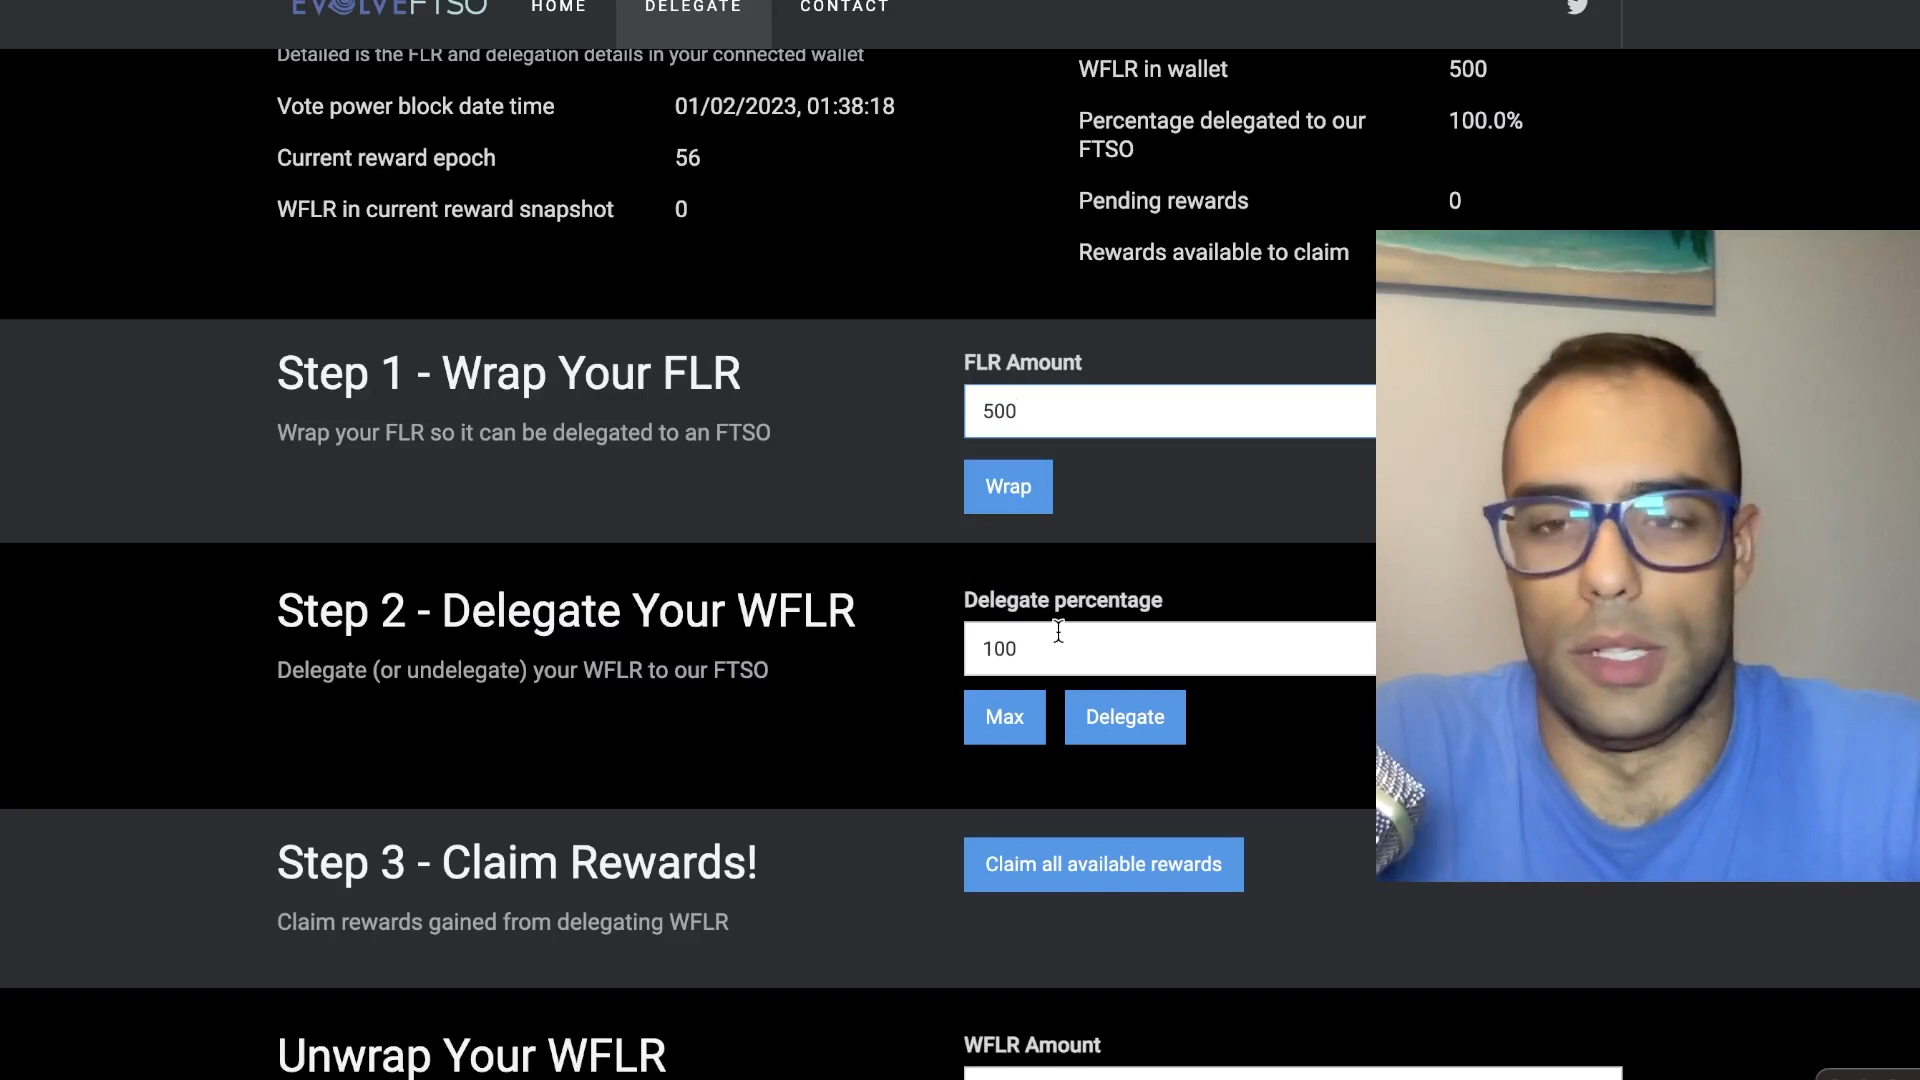 EVOLVEFTSO HOME DELEGATE CONTACT
Detailed is the FLR and delegation details in your connected wallet
Vote power block date time 01/02/2023, 01:38:18
Current reward epoch 56
WFLR in current reward snapshot 0
WFLR in wallet 500
Percentage delegated to our 100.0%
FTSO
Pending rewards 0
Rewards available to claim
Step 1 - Wrap Your FLR
Wrap your FLR so it can be delegated to an FTSO
FLR Amount
500
Wrap
Step 2 - Delegate Your WFLR
Delegate (or undelegate) your WFLR to our FTSO
Delegate percentage
100
Max Delegate
Step 3 - Claim Rewards!
Claim rewards gained from delegating WFLR
Claim all available rewards
Unwrap Your WFLR
WFLR Amount